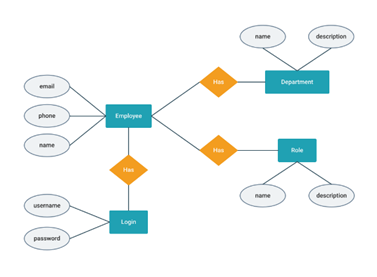 name
description
Has
Department
email
Employee
phone
name
Has
Role
Has
name
description
username
Login
password